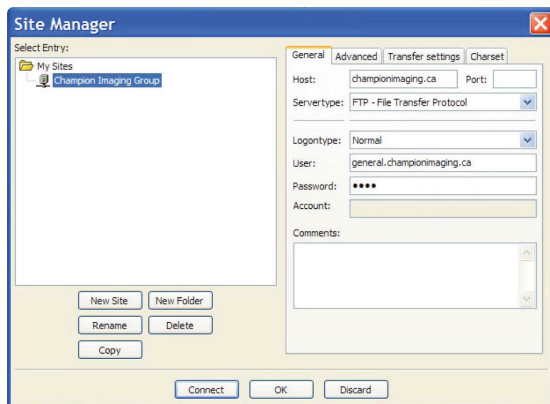 Site Manager
Select Entry:
My Sites
Champion Imaging Group
New Site
New Folder
Rename
Delete
Copy
General
Advanced
Transfer settings
Charset
Host:
championimaging.ca
Port:
Servertype:
FTP - File Transfer Protocol
Logontype:
Normal
User:
general.championimaging.ca
Password:
••••
Account:
Comments:
Connect
OK
Discard